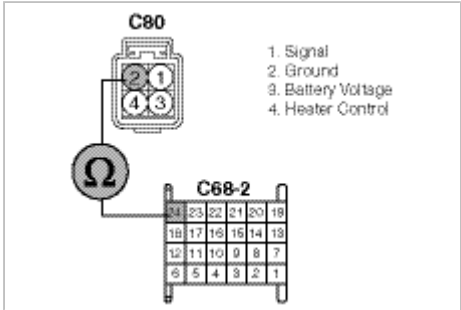 C80
1. Signal
2. Ground
3. Battery Voltage
4. Heater Control
2 1
4 3
Ω
C68-2
24 23 22 21 20 19
18 17 16 15 14 13
12 11 10 9 8 7
6 5 4 3 2 1